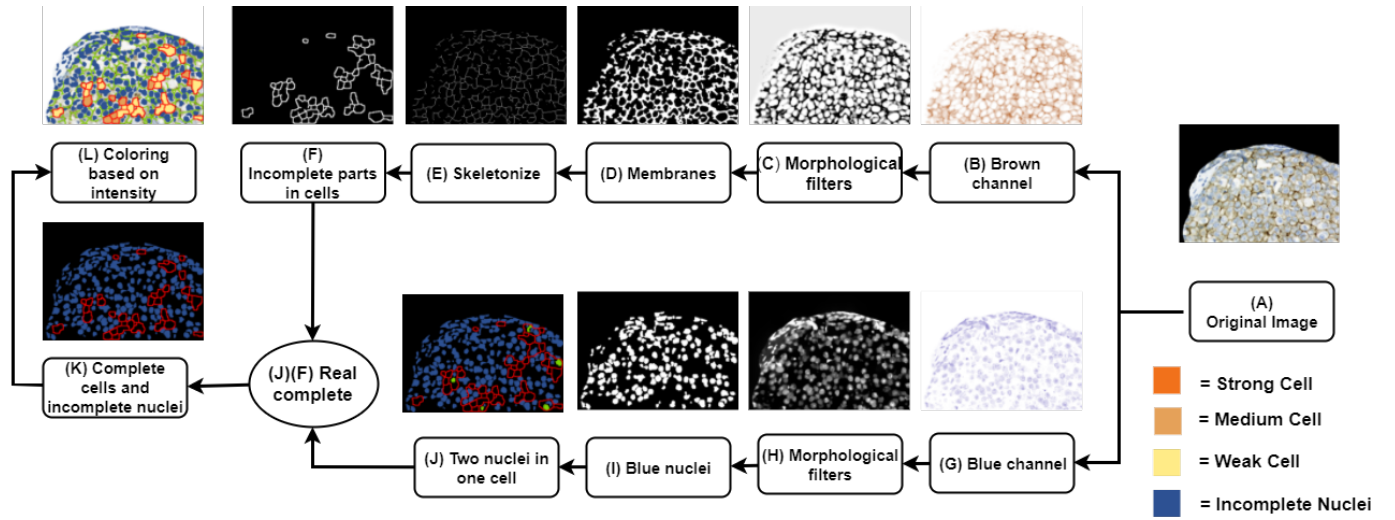 (L) Coloring
based on
intensity
(F)
Incomplete parts
in cells
(E) Skeletonize
(D) Membranes
(C) Morphological
filters
(B) Brown
channel
(A)
Original Image
(K) Complete
cells and
incomplete nuclei
(J)(F) Real
complete
(J) Two nuclei in
one cell
(I) Blue nuclei
(H) Morphological
filters
(G) Blue channel
= Strong Cell
= Medium Cell
= Weak Cell
= Incomplete Nuclei